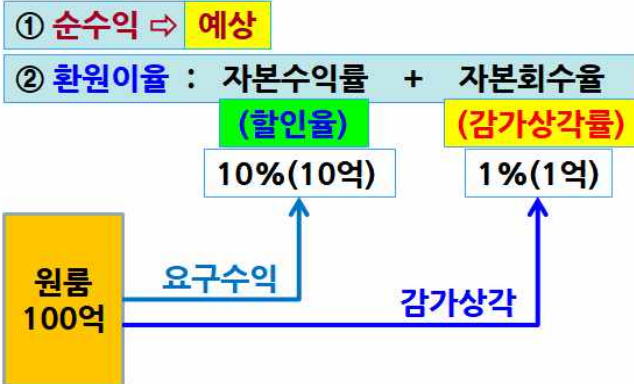 ① 순수익 ⇨ 예상
② 환원이율 : 자본수익률 + 자본회수율
(할인율) (감가상각률)
10%(10억) 1%(1억)
요구수익
원룸
100억
감가상각